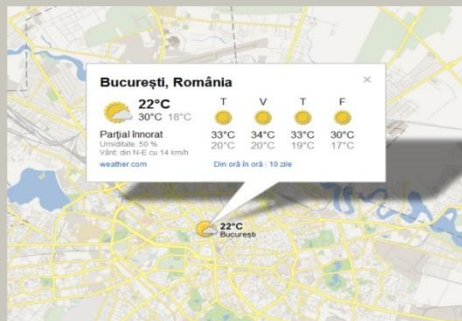 București, România
×
22°C
30°C 18°C
Parțial înnorat
Umiditate: 50 %
Vânt: din N-E cu 14 km/h
weather.com
T V T F
33°C 34°C 33°C 30°C
20°C 20°C 19°C 17°C
Din oră în oră | 10 zile
22°C
București